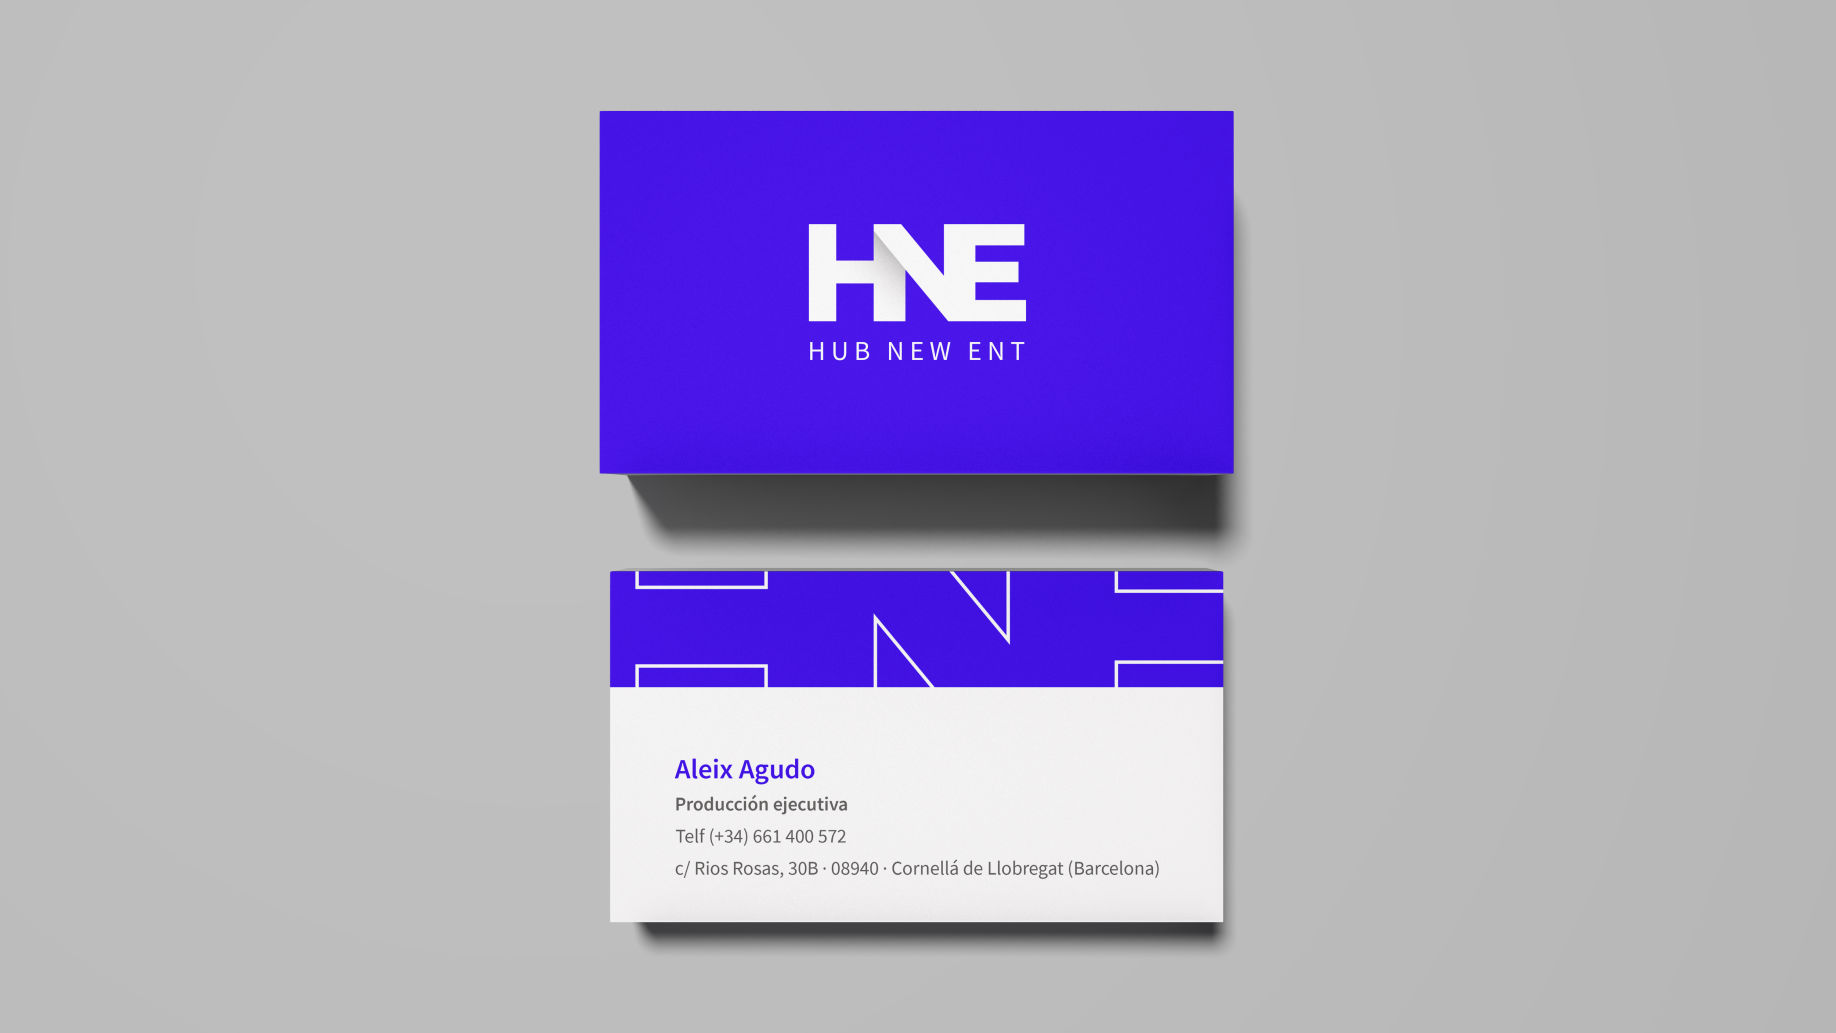 HNE
HUB NEW ENT
Aleix Agudo
Producción ejecutiva
Telf (+34) 661 400 572
c/ Rios Rosas, 30B · 08940 · Cornellá de Llobregat (Barcelona)